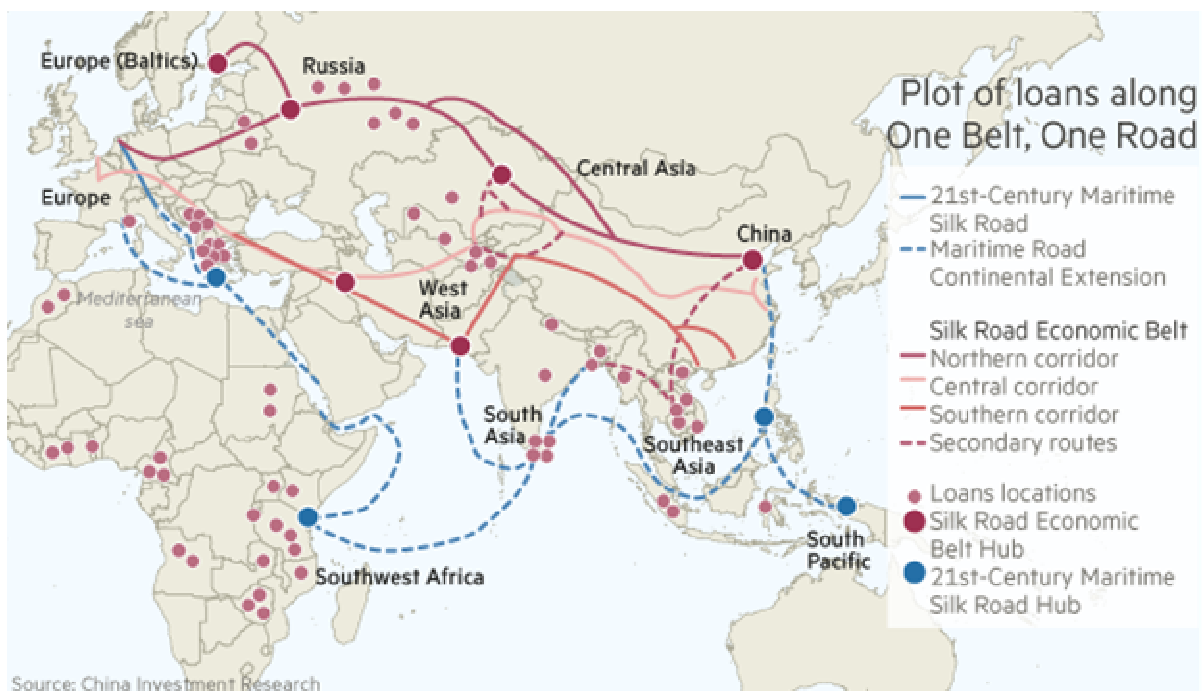 Europe (Baltics)
Russia
Plot of loans along
One Belt, One Road
Central Asia
Europe
21st-Century Maritime
Silk Road
Maritime Road
Continental Extension
China
West
Asia
Mediterranean
sea
Silk Road Economic Belt
Northern corridor
Central corridor
Southern corridor
Secondary routes
South
Asia
Southeast
Asia
Loans locations
Silk Road Economic
Belt Hub
South
Pacific
21st-Century Maritime
Silk Road Hub
Southwest Africa
Source: China Investment Research